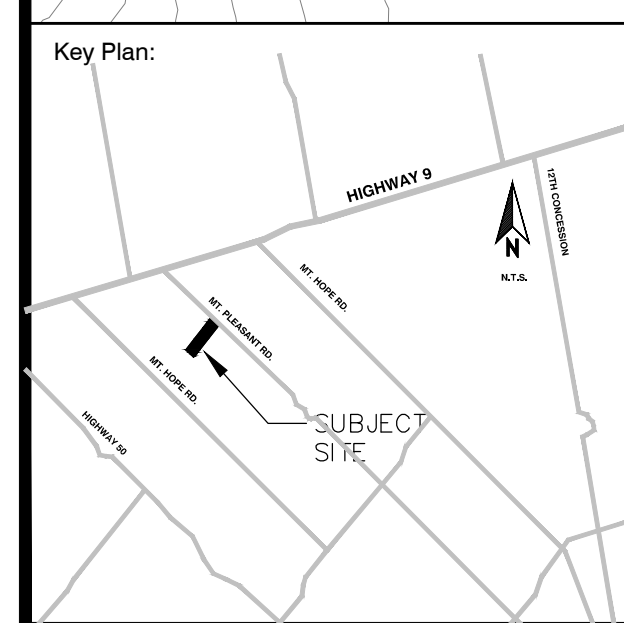 Key Plan:
HIGHWAY 9
12TH CONCESSION
N
N.T.S.
MT. HOPE RD.
MT. PLEASANT RD.
MT. HOPE RD.
SUBJECT
SITE
HIGHWAY 50